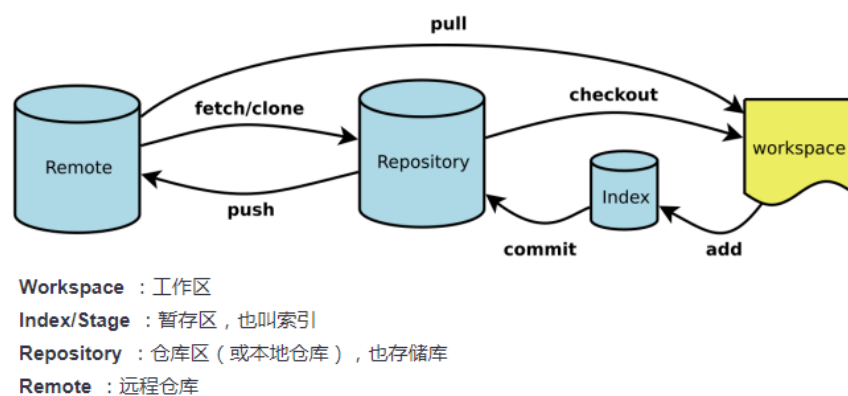 pull
fetch/clone
checkout
Remote
Repository
workspace
Index
push
commit
add
Workspace ：工作区
Index/Stage ：暂存区，也叫索引
Repository ：仓库区（或本地仓库），也存储库
Remote ：远程仓库